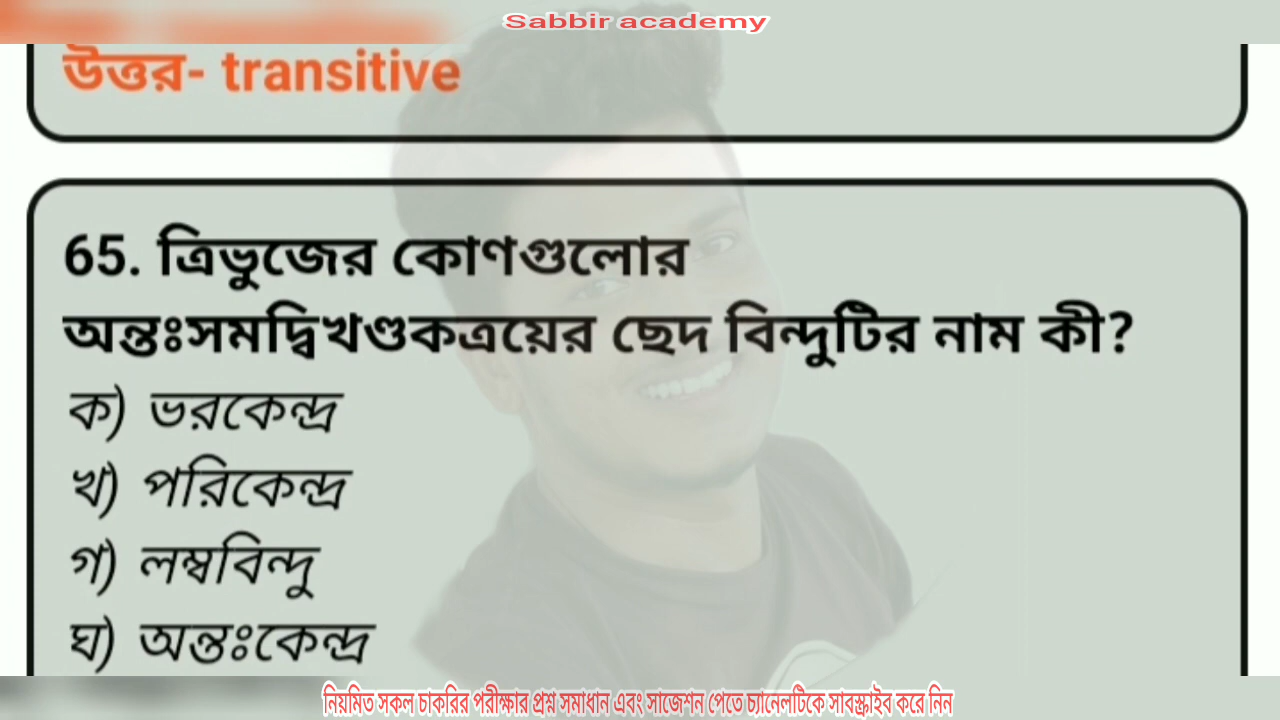 Sabbir academy
উত্তর- transitive
65. ত্রিভুজের কোণগুলোর
অন্তঃসমদ্বিখণ্ডকত্রয়ের ছেদ বিন্দুটির নাম কী?
ক) ভরকেন্দ্র
খ) পরিকেন্দ্র
গ) লম্ববিন্দু
ঘ) অন্তঃকেন্দ্র
নিয়মিত সকল চাকরির পরীক্ষার প্রশ্ন সমাধান এবং সাজেশন পেতে চ্যানেলটিকে সাবস্ক্রাইব করে নিন